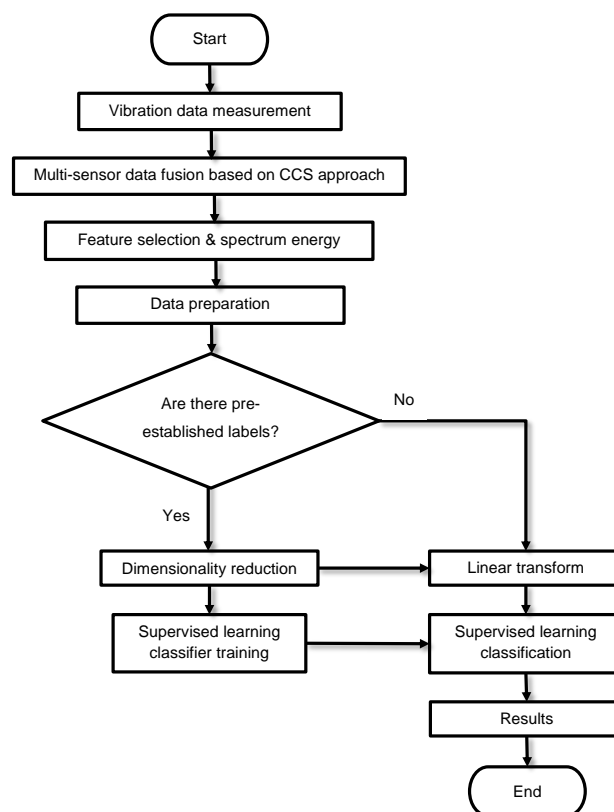 Start
Vibration data measurement
Multi-sensor data fusion based on CCS approach
Feature selection & spectrum energy
Data preparation
Are there pre-
established labels?
No
Yes
Dimensionality reduction
Linear transform
Supervised learning
classifier training
Supervised learning
classification
Results
End